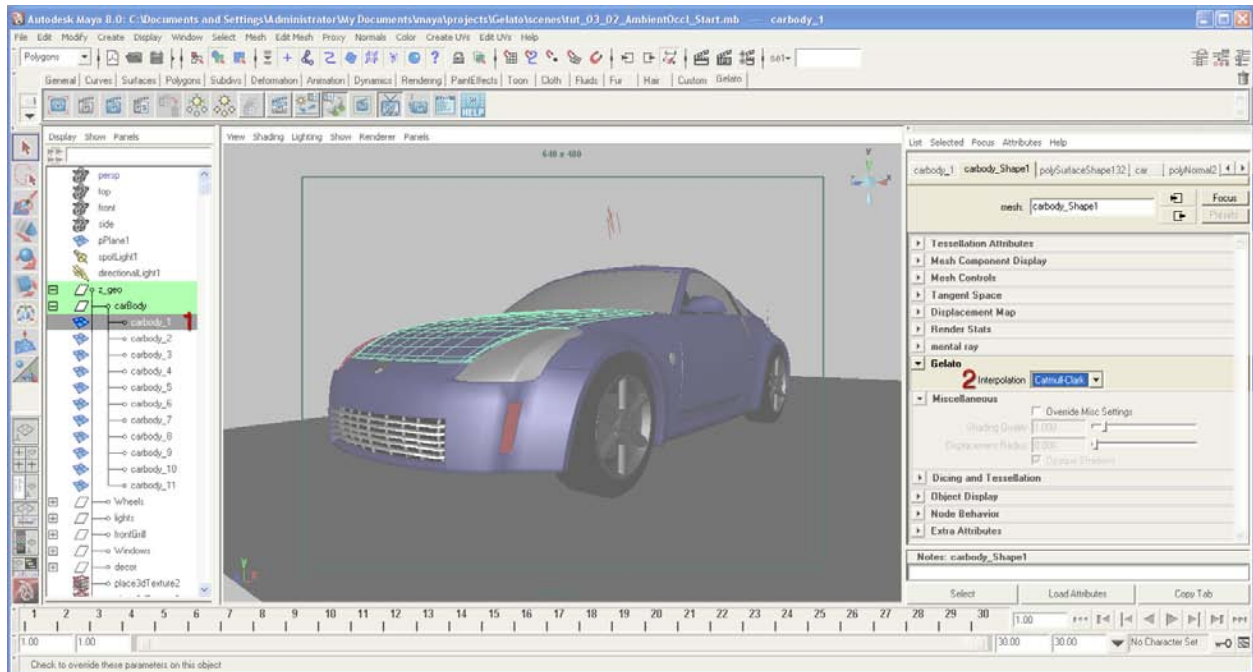 Autodesk Maya 8.0: C:\Documents and Settings\Administrator\My Documents\maya\projects\Gelato\scenes\tut_03_02_AmbientOccl_Start.mb --- carbody_1
File Edit Modify Create Display Window Select Mesh Edit Mesh Proxy Normals Color Create UVs Edit UVs Help
Polygons sel-
General Curves Surfaces Polygons Subdivs Deformation Animation Dynamics Rendering PaintEffects Toon Cloth Fluids Fur Hair Custom Gelato
HELP
Display Show Panels
View Shading Lighting Show Renderer Panels
List Selected Focus Attributes Help
640 x 480
persp
top
front
side
pPlane1
spotLight1
directionalLight1
z_geo
carBody
carbody_1 1
carbody_2
carbody_3
carbody_4
carbody_5
carbody_6
carbody_7
carbody_8
carbody_9
carbody_10
carbody_11
Wheels
lights
frontGrill
Windows
decor
place3dTexture2
carbody_1 carbody_Shape1 polySurfaceShape132 car polyNormal2
mesh: carbody_Shape1
Focus
Presets
Tessellation Attributes
Mesh Component Display
Mesh Controls
Tangent Space
Displacement Map
Render Stats
mental ray
Gelato
2 Interpolation Catmull-Clark
Miscellaneous
Override Misc Settings
Shading Quality 1.000
Displacement Radius 0.000
Opaque Shadows
Dicing and Tessellation
Object Display
Node Behavior
Extra Attributes
Notes: carbody_Shape1
Select Load Attributes Copy Tab
1 2 3 4 5 6 7 8 9 10 11 12 13 14 15 16 17 18 19 20 21 22 23 24 25 26 27 28 29 30 1.00
1.00 1.00 30.00 30.00 No Character Set
Check to override these parameters on this object